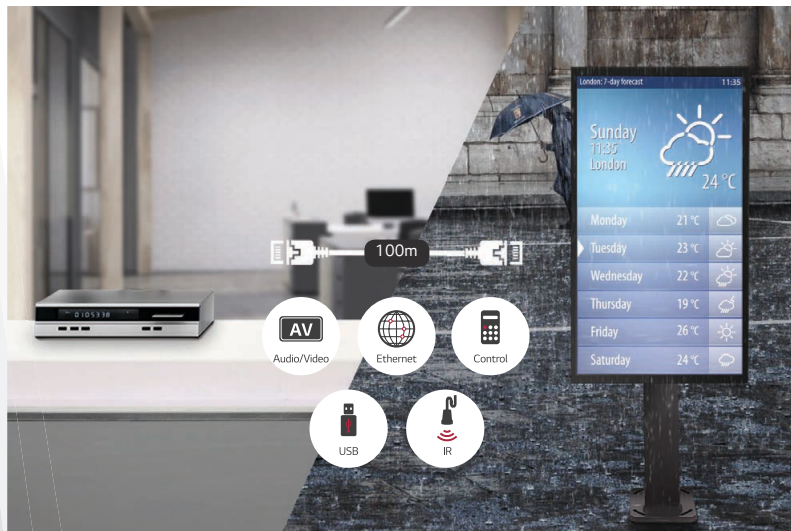 London: 7-day forecast 11:35
Sunday
11:35
London
24 °C
Monday 21 °C
Tuesday 23 °C
Wednesday 22 °C
Thursday 19 °C
Friday 26 °C
Saturday 24 °C
100m
0105338
AV
Audio/Video
Ethernet
Control
USB
IR